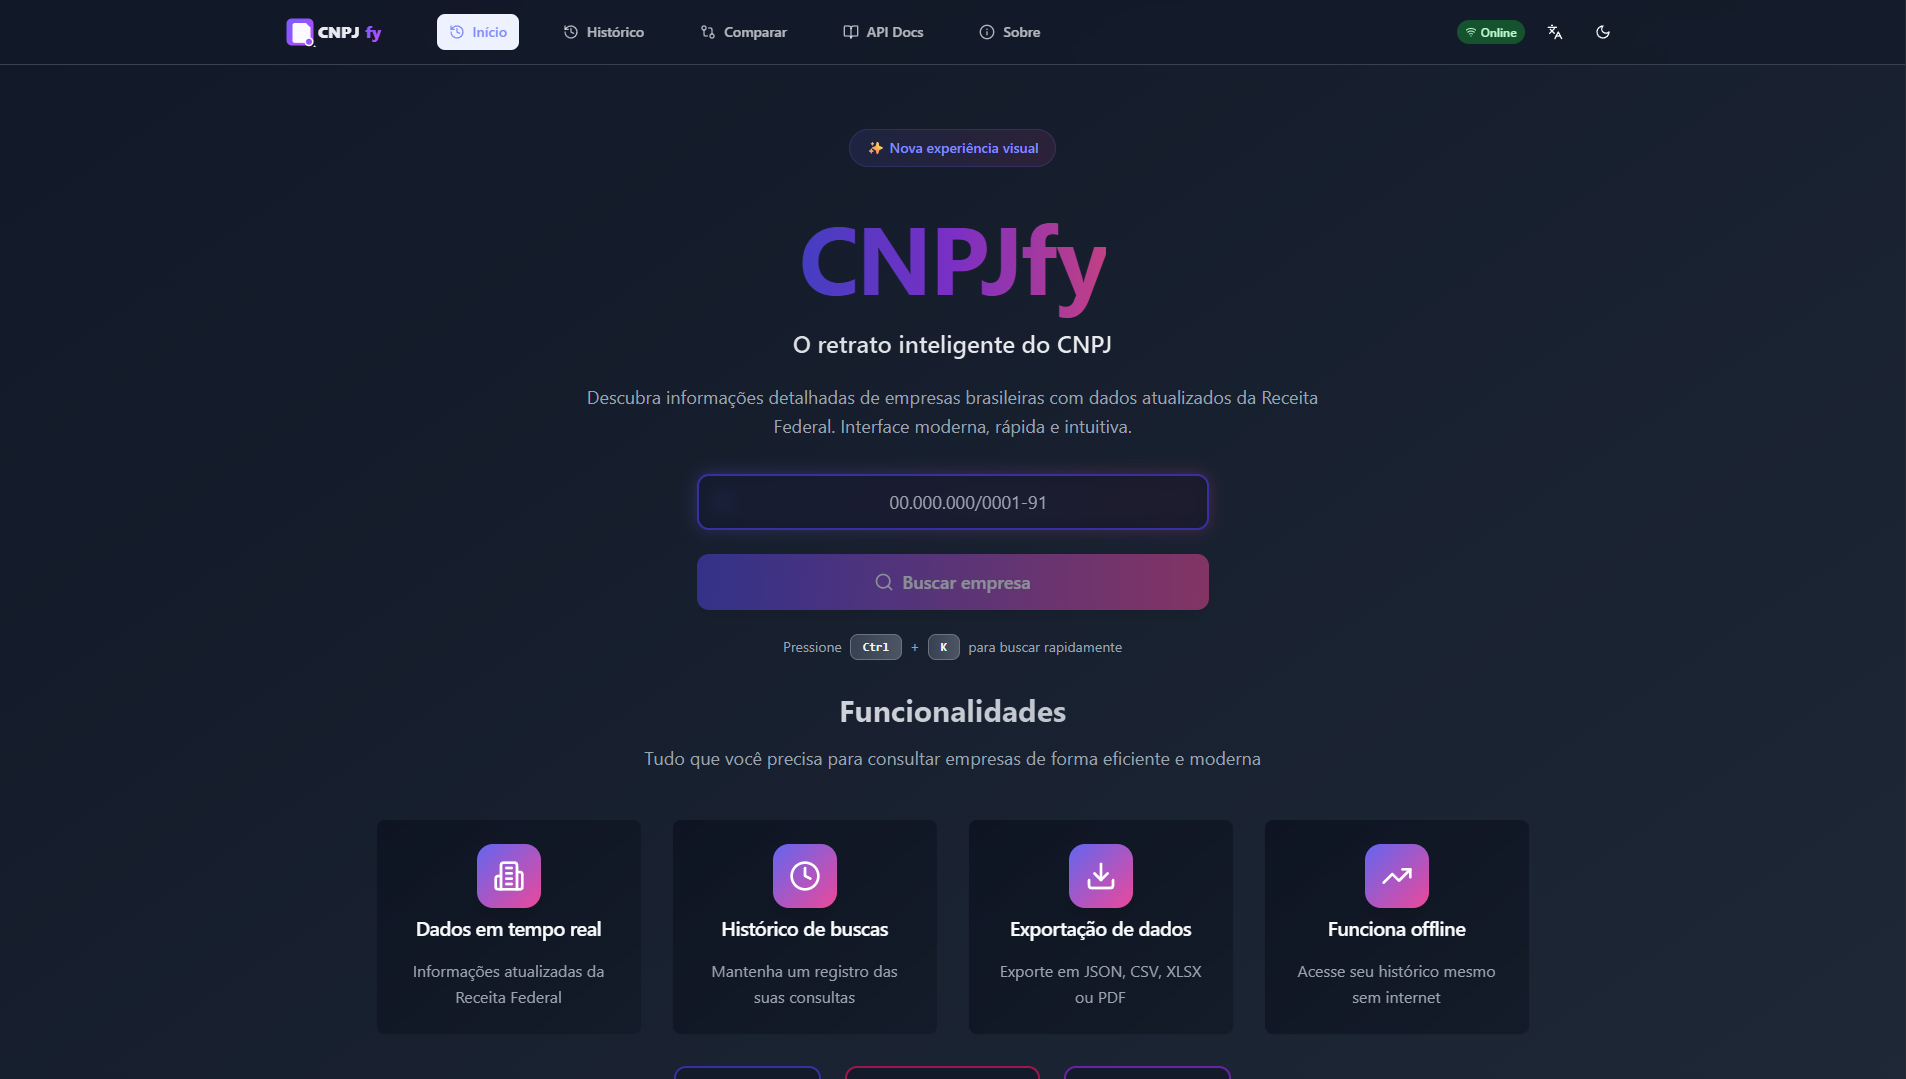 CNPJ fy
Início
Histórico
Comparar
API Docs
Sobre
Online
✨ Nova experiência visual
CNPJfy
O retrato inteligente do CNPJ
Descubra informações detalhadas de empresas brasileiras com dados atualizados da Receita
Federal. Interface moderna, rápida e intuitiva.
00.000.000/0001-91
Buscar empresa
Pressione Ctrl + K para buscar rapidamente
Funcionalidades
Tudo que você precisa para consultar empresas de forma eficiente e moderna
Dados em tempo real
Informações atualizadas da
Receita Federal
Histórico de buscas
Mantenha um registro das
suas consultas
Exportação de dados
Exporte em JSON, CSV, XLSX
ou PDF
Funciona offline
Acesse seu histórico mesmo
sem internet